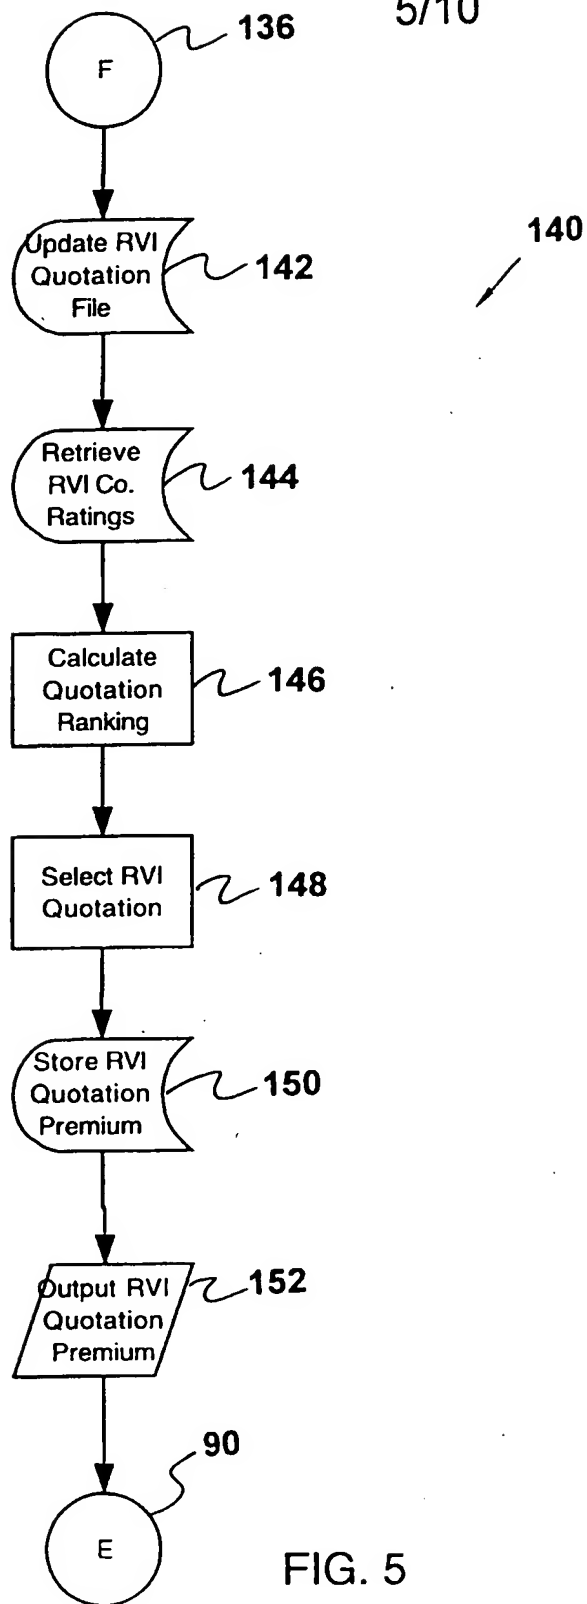 5/10
136
F
140
Update RVI
Quotation
File
142
Retrieve
RVI Co.
Ratings
144
Calculate
Quotation
Ranking
146
Select RVI
Quotation
148
Store RVI
Quotation
Premium
150
Output RVI
Quotation
Premium
152
90
E
FIG. 5